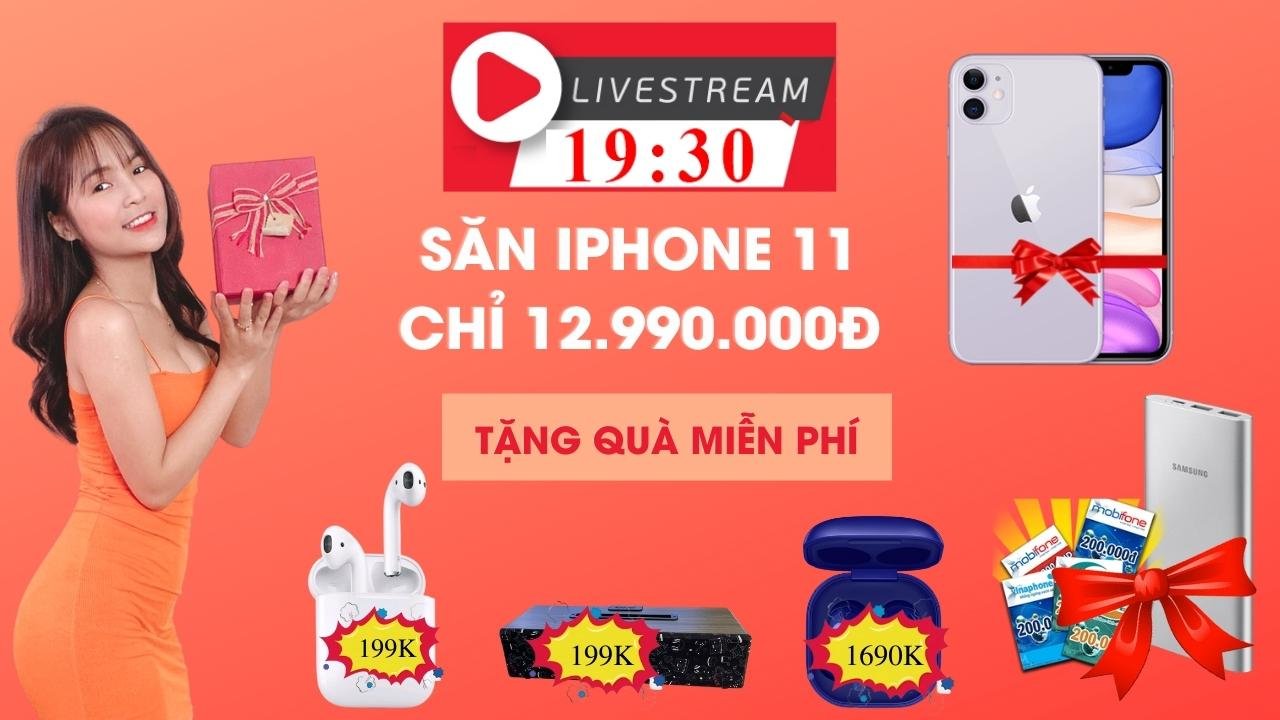 LIVESTREAM
19:30
SĂN IPHONE 11
CHỈ 12.990.000Đ
TẶNG QUÀ MIỄN PHÍ
SAMSUNG
mobifone
200.000đ
mobifone
200.0
200.0
199K
199K
1690K